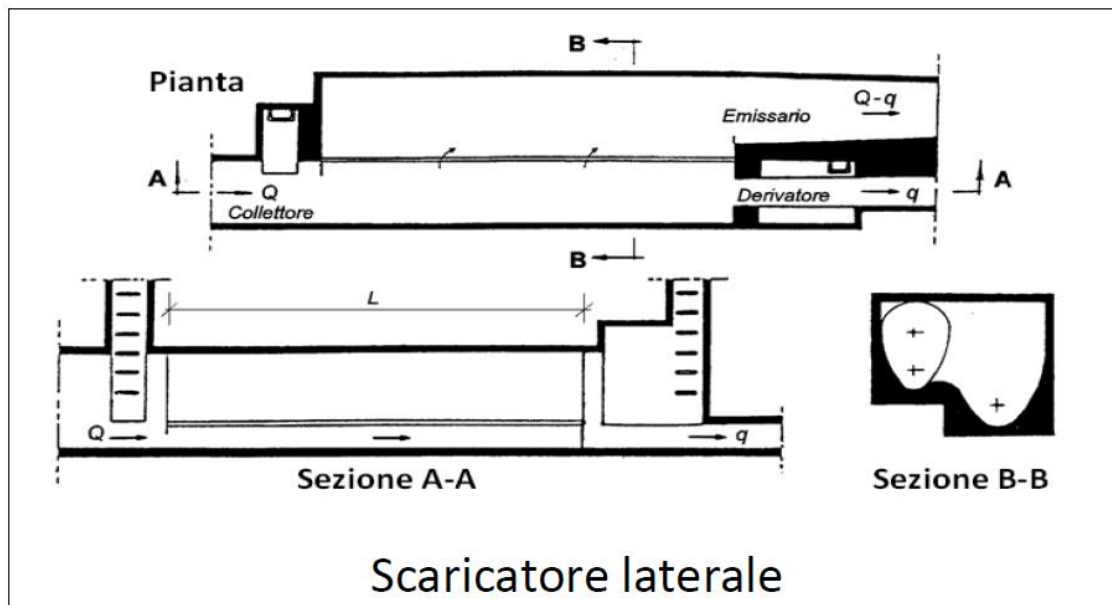 B
Pianta
Q-q
Emissario
A
A
Q
Derivatore
q
Collettore
B
L
Q
q
Sezione A-A
Sezione B-B
Scaricatore laterale